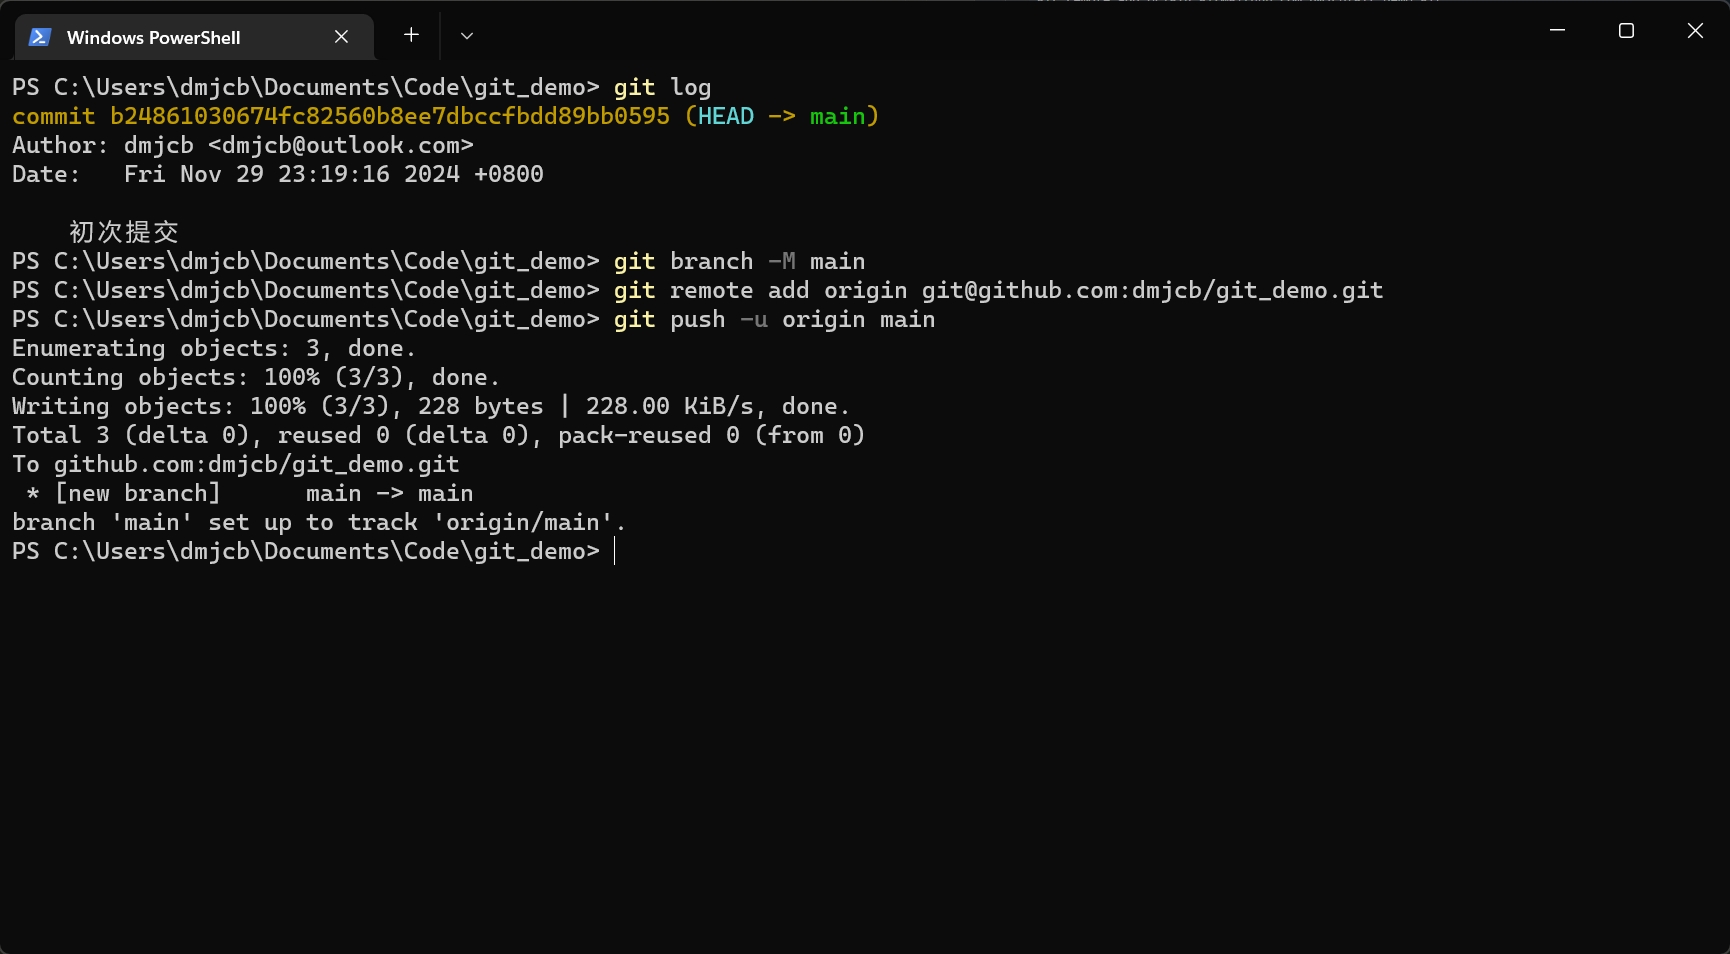 Windows PowerShell
PS C:\Users\dmjcb\Documents\Code\git_demo> git log
commit b24861030674fc82560b8ee7dbccfbdd89bb0595 (HEAD -> main)
Author: dmjcb <dmjcb@outlook.com>
Date:   Fri Nov 29 23:19:16 2024 +0800
    初次提交
PS C:\Users\dmjcb\Documents\Code\git_demo> git branch -M main
PS C:\Users\dmjcb\Documents\Code\git_demo> git remote add origin git@github.com:dmjcb/git_demo.git
PS C:\Users\dmjcb\Documents\Code\git_demo> git push -u origin main
Enumerating objects: 3, done.
Counting objects: 100% (3/3), done.
Writing objects: 100% (3/3), 228 bytes | 228.00 KiB/s, done.
Total 3 (delta 0), reused 0 (delta 0), pack-reused 0 (from 0)
To github.com:dmjcb/git_demo.git
 * [new branch]      main -> main
branch 'main' set up to track 'origin/main'.
PS C:\Users\dmjcb\Documents\Code\git_demo>